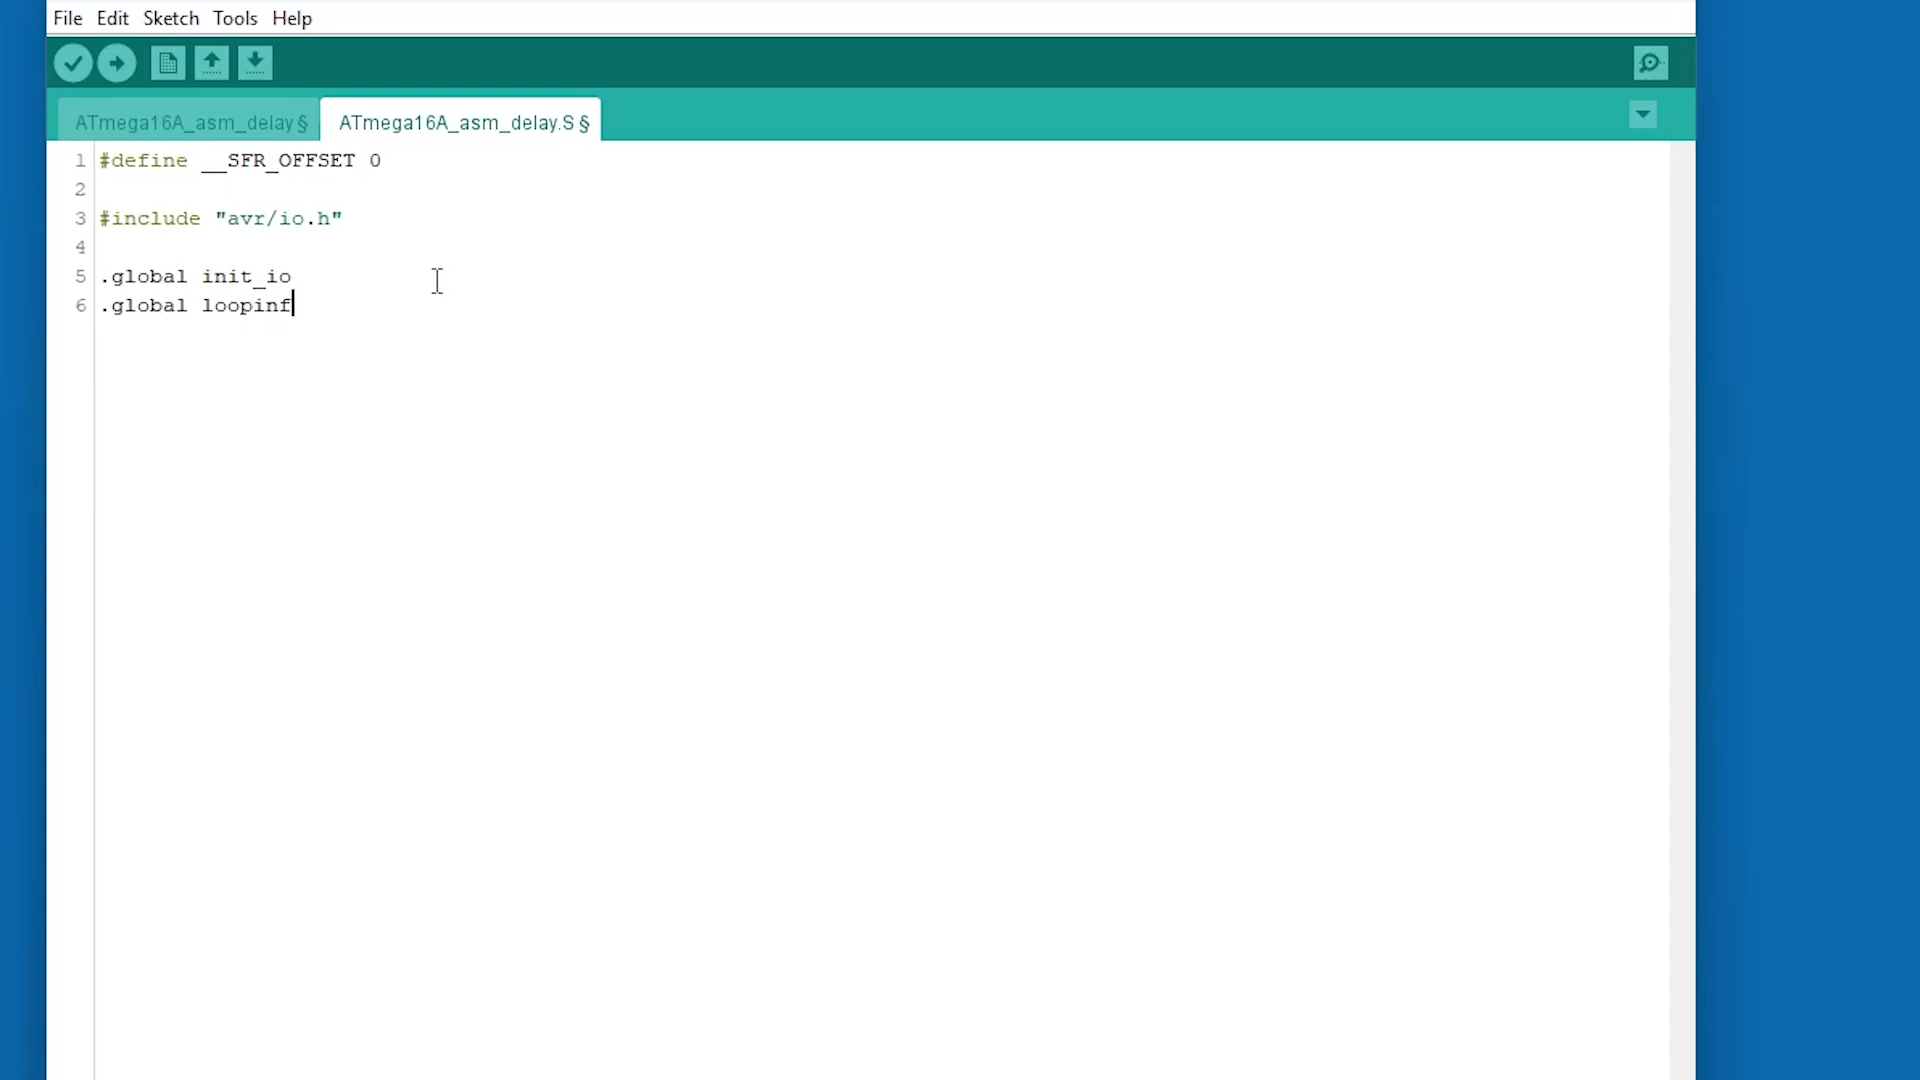 File Edit Sketch Tools Help
ATmega16A_asm_delay § ATmega16A_asm_delay.S §
1 #define __SFR_OFFSET 0
2
3 #include "avr/io.h"
4
5 .global init_io
6 .global loopinf